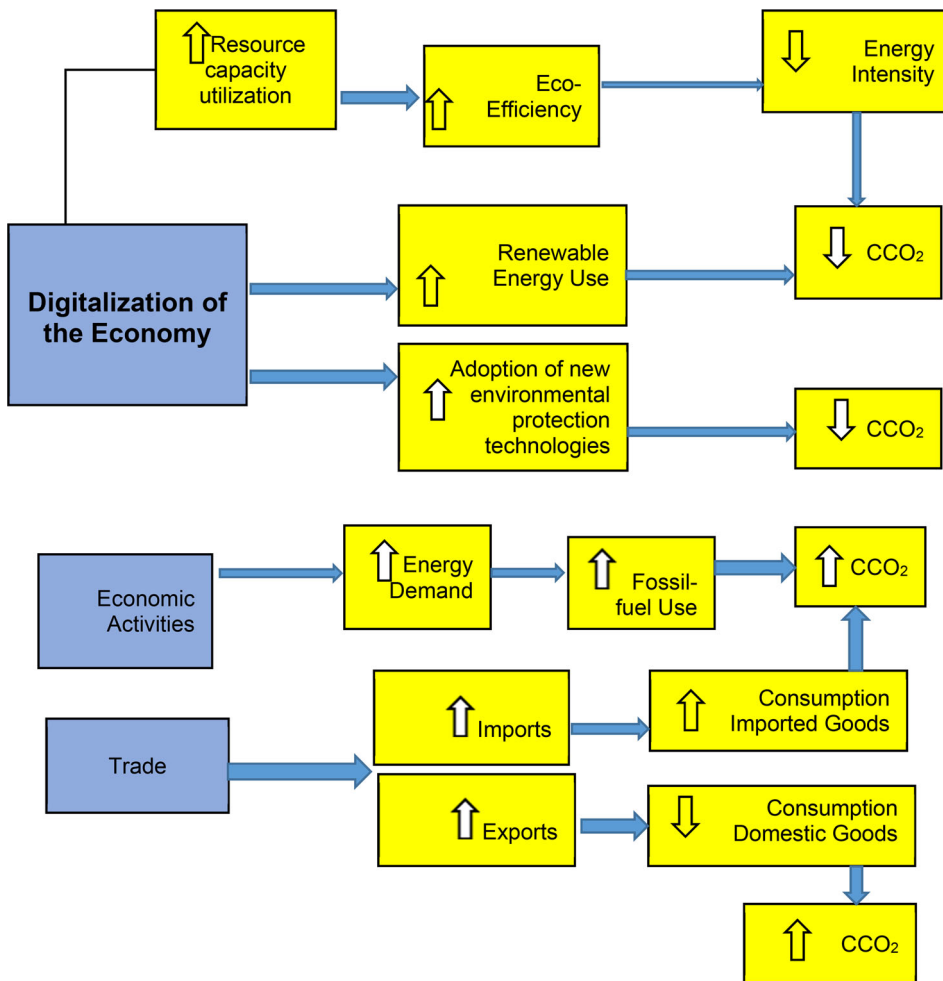 Resource
capacity
utilization
Eco-
Efficiency
Energy
Intensity
Digitalization of
the Economy
Renewable
Energy Use
CCO₂
Adoption of new
environmental
protection
technologies
CCO₂
Economic
Activities
Energy
Demand
Fossil-
fuel Use
CCO₂
Trade
Imports
Consumption
Imported Goods
Exports
Consumption
Domestic Goods
CCO₂